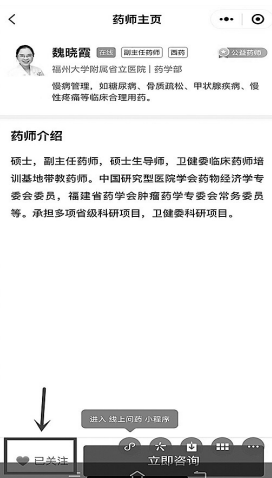 药师主页
魏晓霞 在线 副主任药师 西药 公益药师
福州大学附属省立医院 | 药学部
慢病管理，如糖尿病、骨质疏松、甲状腺疾病、慢
性疼痛等临床合理用药。
药师介绍
硕士，副主任药师，硕士生导师，卫健委临床药师培
训基地带教药师。中国研究型医院学会药物经济学专
委会委员，福建省药学会肿瘤药学专委会常务委员
等。承担多项省级科研项目，卫健委科研项目。
进入 线上问药 小程序
已关注
立即咨询